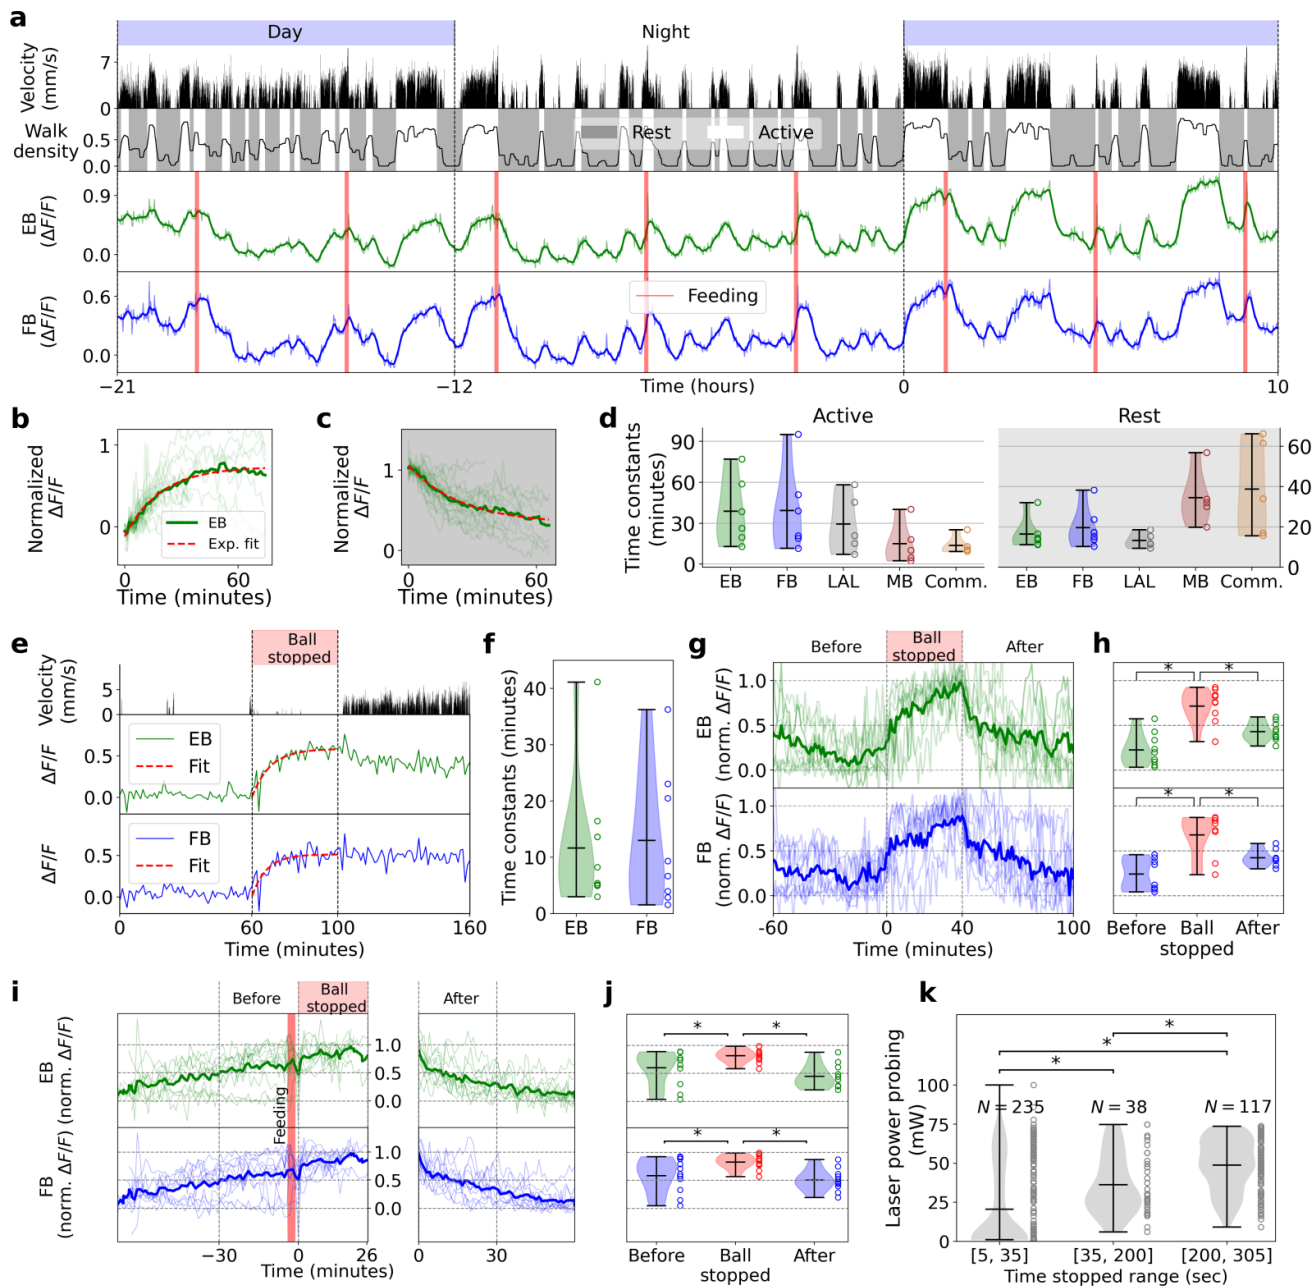 a
Day
Night
Velocity
(mm/s)
7
0
Walk
density
0.5
0.0
Rest
Active
EB
(ΔF/F)
0.9
0.0
FB
(ΔF/F)
0.6
0.0
Feeding
−21
−12
Time (hours)
0
10
b
Normalized
ΔF/F
1
0
EB
Exp. fit
0
60
Time (minutes)
c
Normalized
ΔF/F
1
0
0
60
Time (minutes)
d
Active
Rest
Time constants
(minutes)
90
60
30
0
60
40
20
0
EB
FB
LAL
MB
Comm.
EB
FB
LAL
MB
Comm.
e
Ball
stopped
Velocity
mm/s
5
0
ΔF/F
0.5
0.0
EB
Fit
ΔF/F
0.5
0.0
FB
Fit
0
60
100
160
Time (minutes)
f
Time constants (minutes)
40
30
20
10
0
EB
FB
g
Before
Ball
stopped
After
EB
(norm. ΔF/F)
1.0
0.5
0.0
FB
(norm. ΔF/F)
1.0
0.5
0.0
-60
0
40
100
Time (minutes)
h
*
*
*
*
Before
Ball
stopped
After
i
Before
Ball
stopped
After
EB
(norm. ΔF/F)
1.0
0.5
0.0
Feeding
FB
(norm. ΔF/F)
1.0
0.5
0.0
−30
0
26
0
30
Time (minutes)
j
*
*
*
*
Before
Ball
stopped
After
k
Laser power probing
(mW)
100
75
50
25
0
*
*
*
N = 235
N = 38
N = 117
[5, 35]
[35, 200]
[200, 305]
Time stopped range (sec)